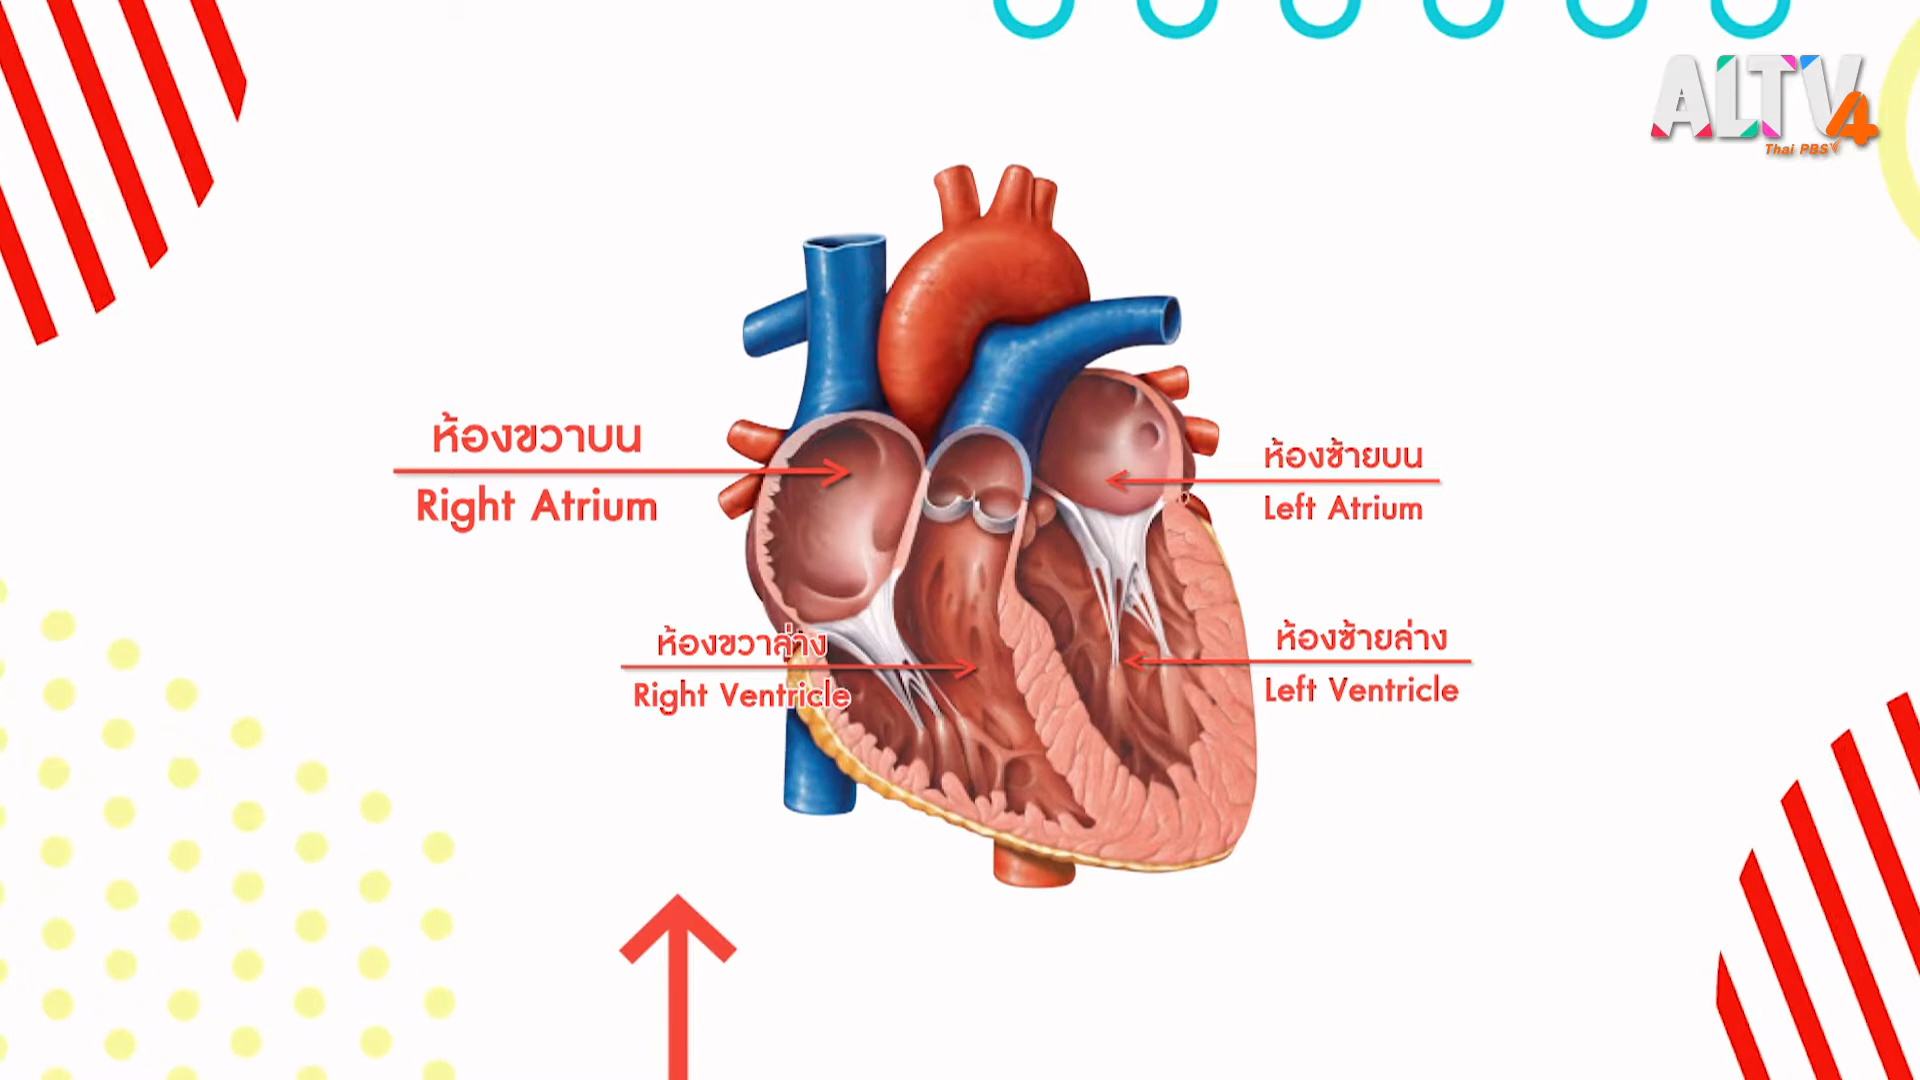 ALTV4
Thai PBS
ห้องขวาบน
Right Atrium
ห้องซ้ายบน
Left Atrium
ห้องขวาล่าง
Right Ventricle
ห้องซ้ายล่าง
Left Ventricle